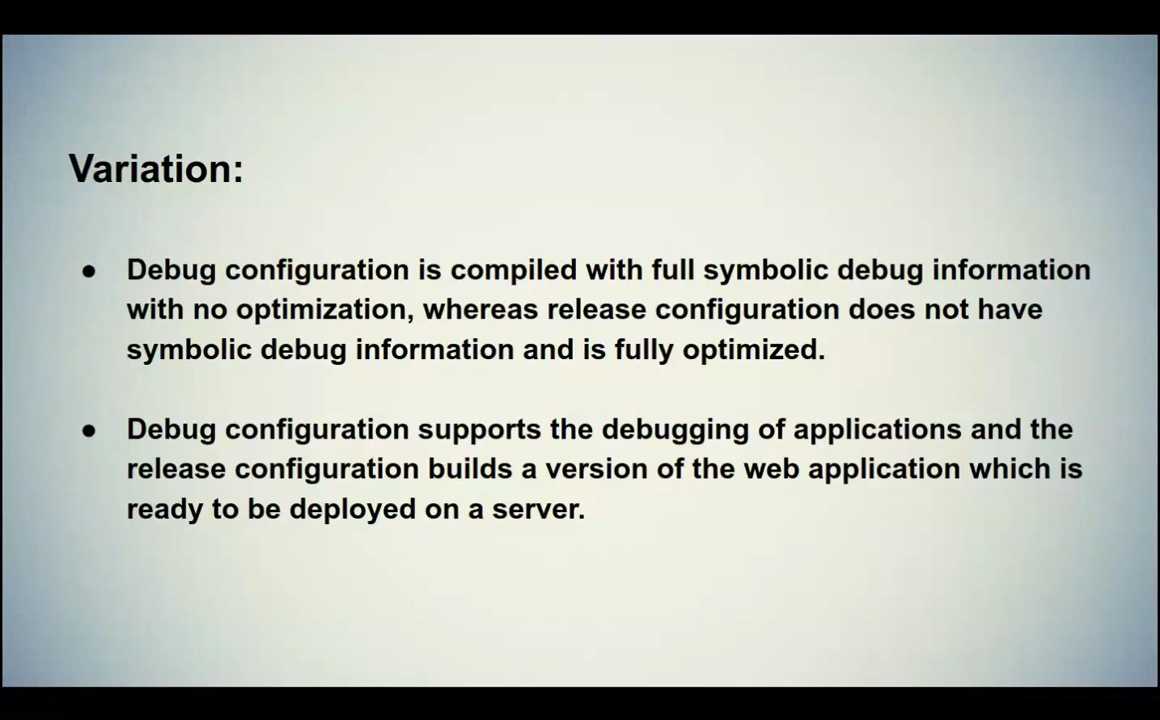 Variation:
● Debug configuration is compiled with full symbolic debug information
with no optimization, whereas release configuration does not have
symbolic debug information and is fully optimized.
● Debug configuration supports the debugging of applications and the
release configuration builds a version of the web application which is
ready to be deployed on a server.